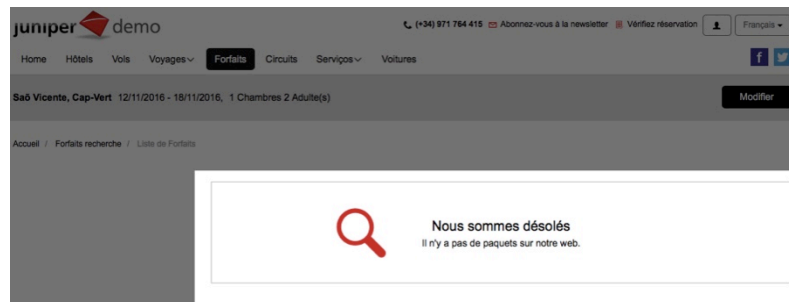 juniper demo
(+34) 971 764 415 Abonnez-vous à la newsletter Vérifiez réservation Français
Home Hôtels Vols Voyages Forfaits Circuits Serviços Voitures
Saõ Vicente, Cap-Vert 12/11/2016 - 18/11/2016, 1 Chambres 2 Adulte(s) Modifier
Accueil / Forfaits recherche / Liste de Forfaits
Nous sommes désolés
Il n'y a pas de paquets sur notre web.